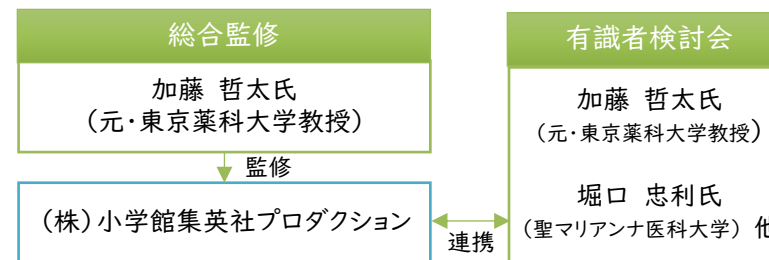 総合監修
加藤 哲太氏
(元・東京薬科大学教授)
監修
(株)小学館集英社プロダクション
連携
有識者検討会
加藤 哲太氏
(元・東京薬科大学教授)
堀口 忠利氏
(聖マリアンナ医科大学) 他